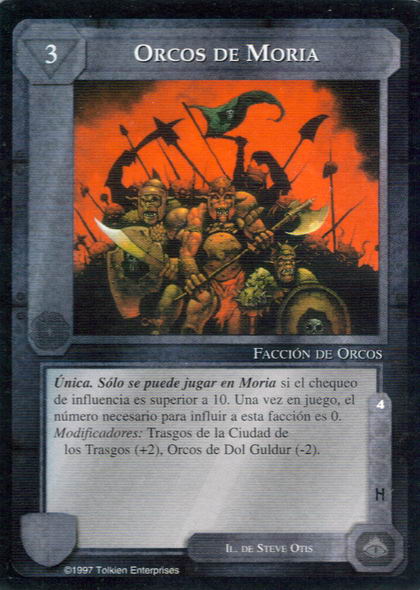 3
ORCOS DE MORIA
FACCIÓN DE ORCOS
Única. Sólo se puede jugar en Moria si el chequeo
de influencia es superior a 10. Una vez en juego, el
número necesario para influir a esta facción es 0.
Modificadores: Trasgos de la Ciudad de
los Trasgos (+2), Orcos de Dol Guldur (-2).
4
H
IL. DE STEVE OTIS
©1997 Tolkien Enterprises